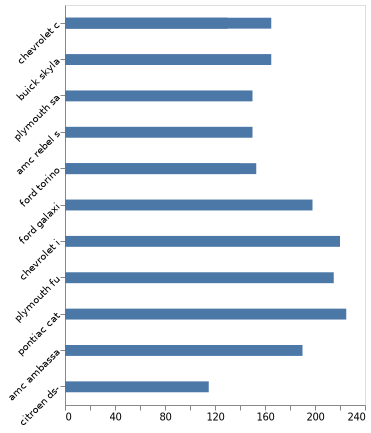 chevrolet c
buick skyla
plymouth sa
amc rebel s
ford torino
ford galaxi
chevrolet i
plymouth fu
pontiac cat
amc ambassa
citroen ds-
0 40 80 120 160 200 240